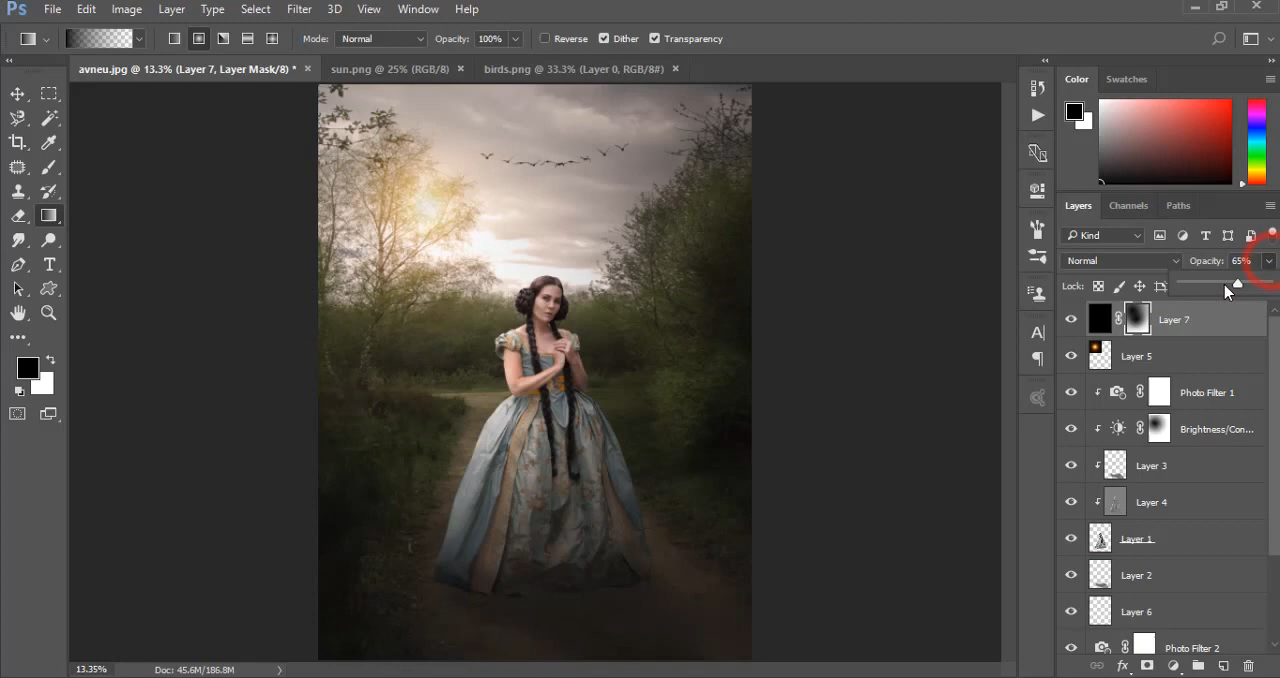 Ps File Edit Image Layer Type Select Filter 3D View Window Help
Mode: Normal Opacity: 100% Reverse Dither Transparency
avneu.jpg @ 13.3% (Layer 7, Layer Mask/8) * × sun.png @ 25% (RGB/8) × birds.png @ 33.3% (Layer 0, RGB/8#) ×
Color Swatches
Layers Channels Paths
Kind
Normal Opacity: 65%
Lock:
Layer 7
Layer 5
Photo Filter 1
Brightness/Con...
Layer 3
Layer 4
Layer 1
Layer 2
Layer 6
Photo Filter 2
13.35% Doc: 45.6M/186.8M